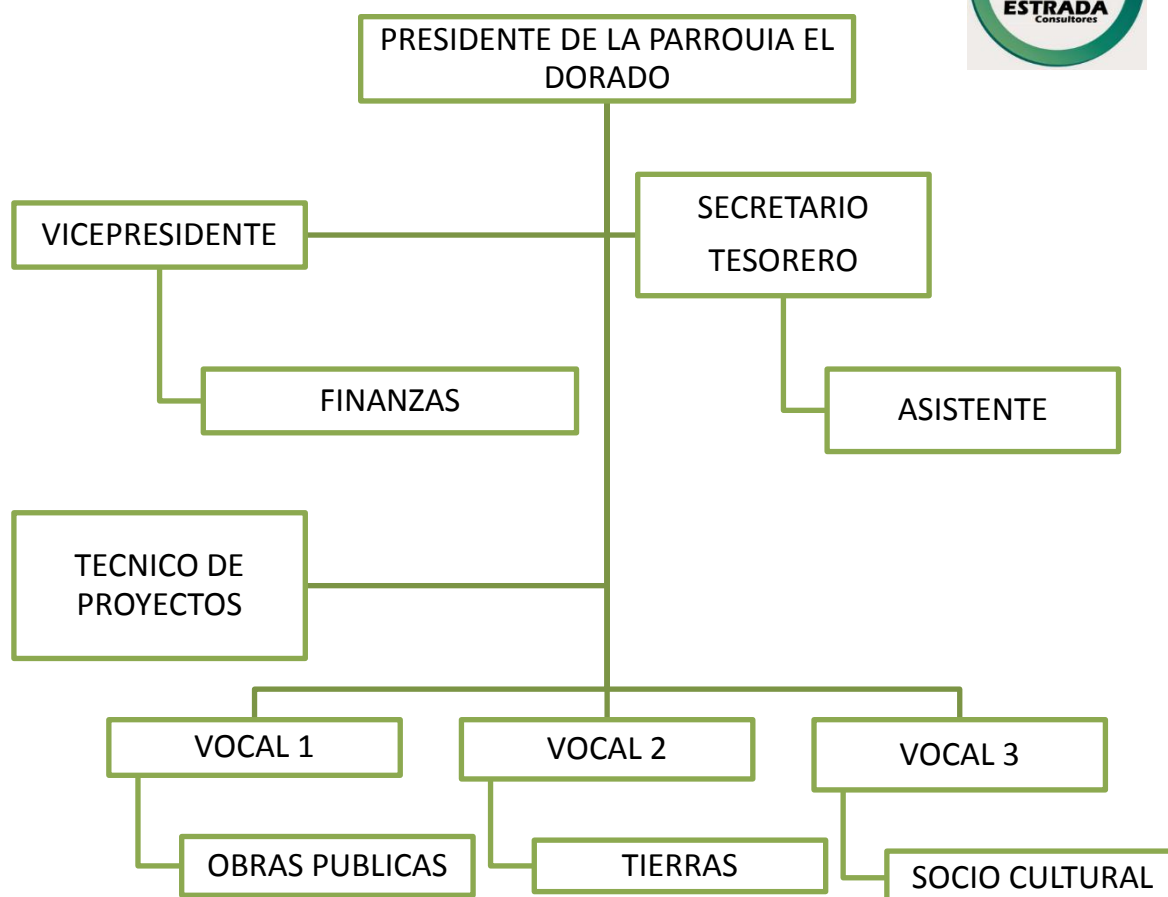 ESTRADA
Consultores
PRESIDENTE DE LA PARROUIA EL
DORADO
VICEPRESIDENTE
SECRETARIO
TESORERO
FINANZAS
ASISTENTE
TECNICO DE
PROYECTOS
VOCAL 1
VOCAL 2
VOCAL 3
OBRAS PUBLICAS
TIERRAS
SOCIO CULTURAL